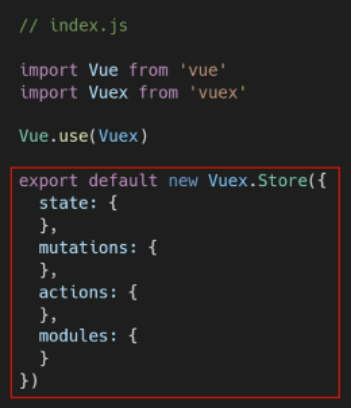 // index.js
import Vue from 'vue'
import Vuex from 'vuex'
Vue.use(Vuex)
export default new Vuex.Store({
  state: {
  },
  mutations: {
  },
  actions: {
  },
  modules: {
  }
})